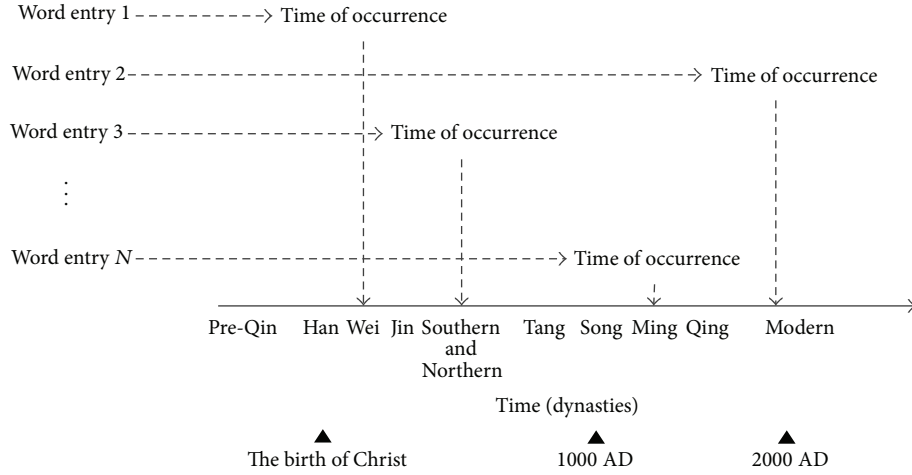 Word entry 1
Time of occurrence
Word entry 2
Time of occurrence
Word entry 3
Time of occurrence
Word entry N
Time of occurrence
Pre-Qin Han Wei Jin Southern and Northern Tang Song Ming Qing Modern
Time (dynasties)
The birth of Christ 1000 AD 2000 AD